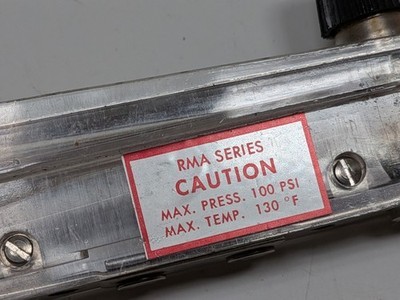 RMA SERIES
CAUTION
MAX. PRESS. 100 PSI
MAX. TEMP. 130 °F